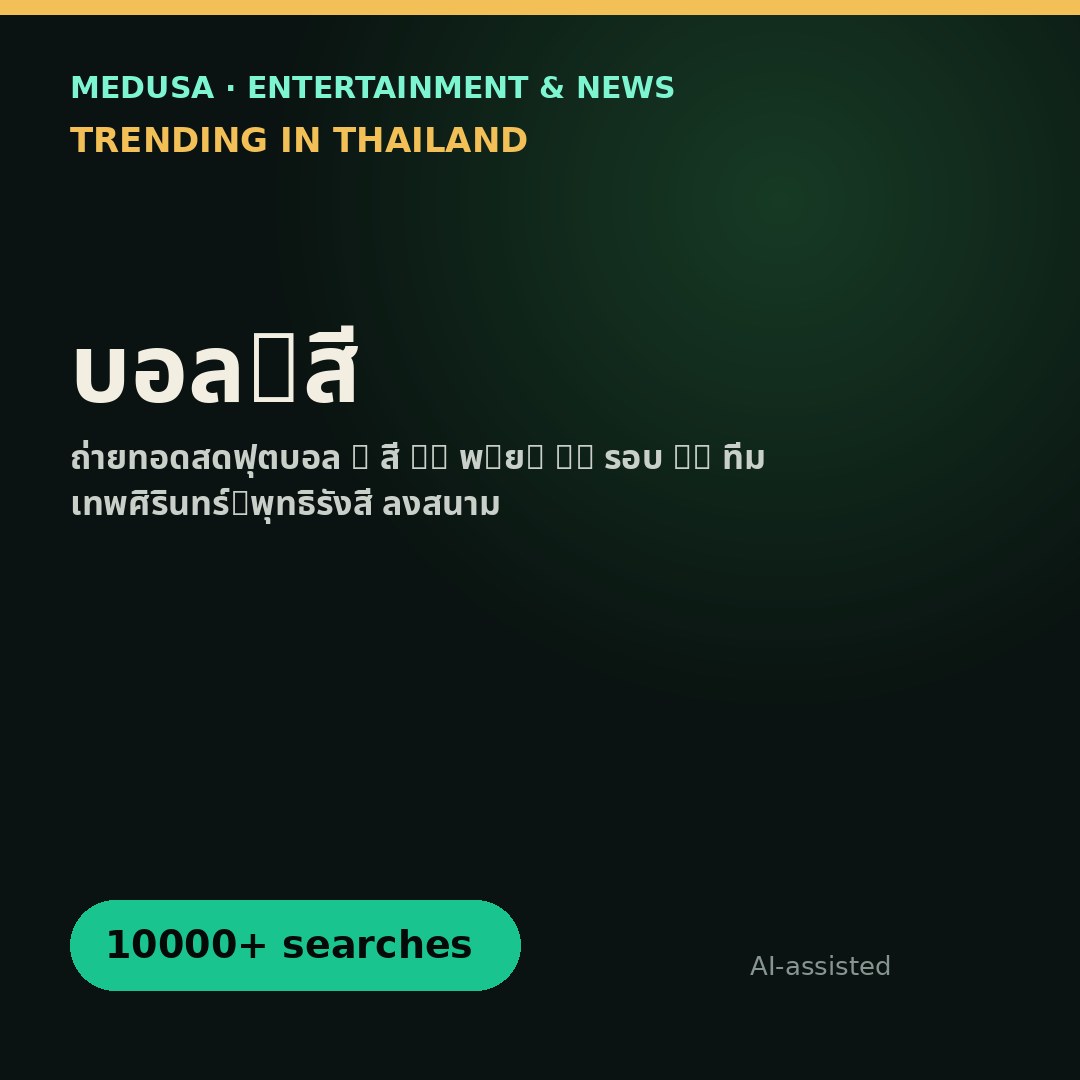 MEDUSA · ENTERTAINMENT & NEWS
TRENDING IN THAILAND
บอล▯สี
ถ่ายทอดสดฟุตบอล ▯ สี ▯▯ พ▯ย▯ ▯▯ รอบ ▯▯ ทีม
เทพศิรินทร์▯พุทธิรังสี ลงสนาม
10000+ searches
AI-assisted